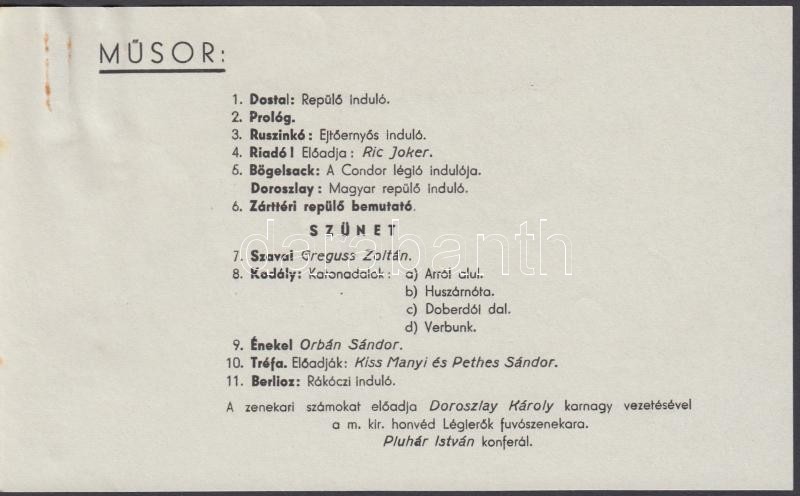 MŰSOR:
1. Dostal: Repülő induló.
2. Prológ.
3. Ruszinkó: Ejtőernyős induló.
4. Riadó! Előadja: Ric Joker.
5. Bögelsack: A Condor légió indulója.
Doroszlay: Magyar repülő induló.
6. Zárttéri repülő bemutató.
SZÜNET
darabanth
7. Szaval Greguss Zoltán.
8. Kodály: Katonadalok: a) Arról alul.
b) Huszárnóta.
c) Doberdói dal.
d) Verbunk.
9. Énekel Orbán Sándor.
10. Tréfa. Előadják: Kiss Manyi és Pethes Sándor.
11. Berlioz: Rákóczi induló.
A zenekari számokat előadja Doroszlay Károly karnagy vezetésével
a m. kir. honvéd Légierők fuvószenekara.
Pluhár István konferál.